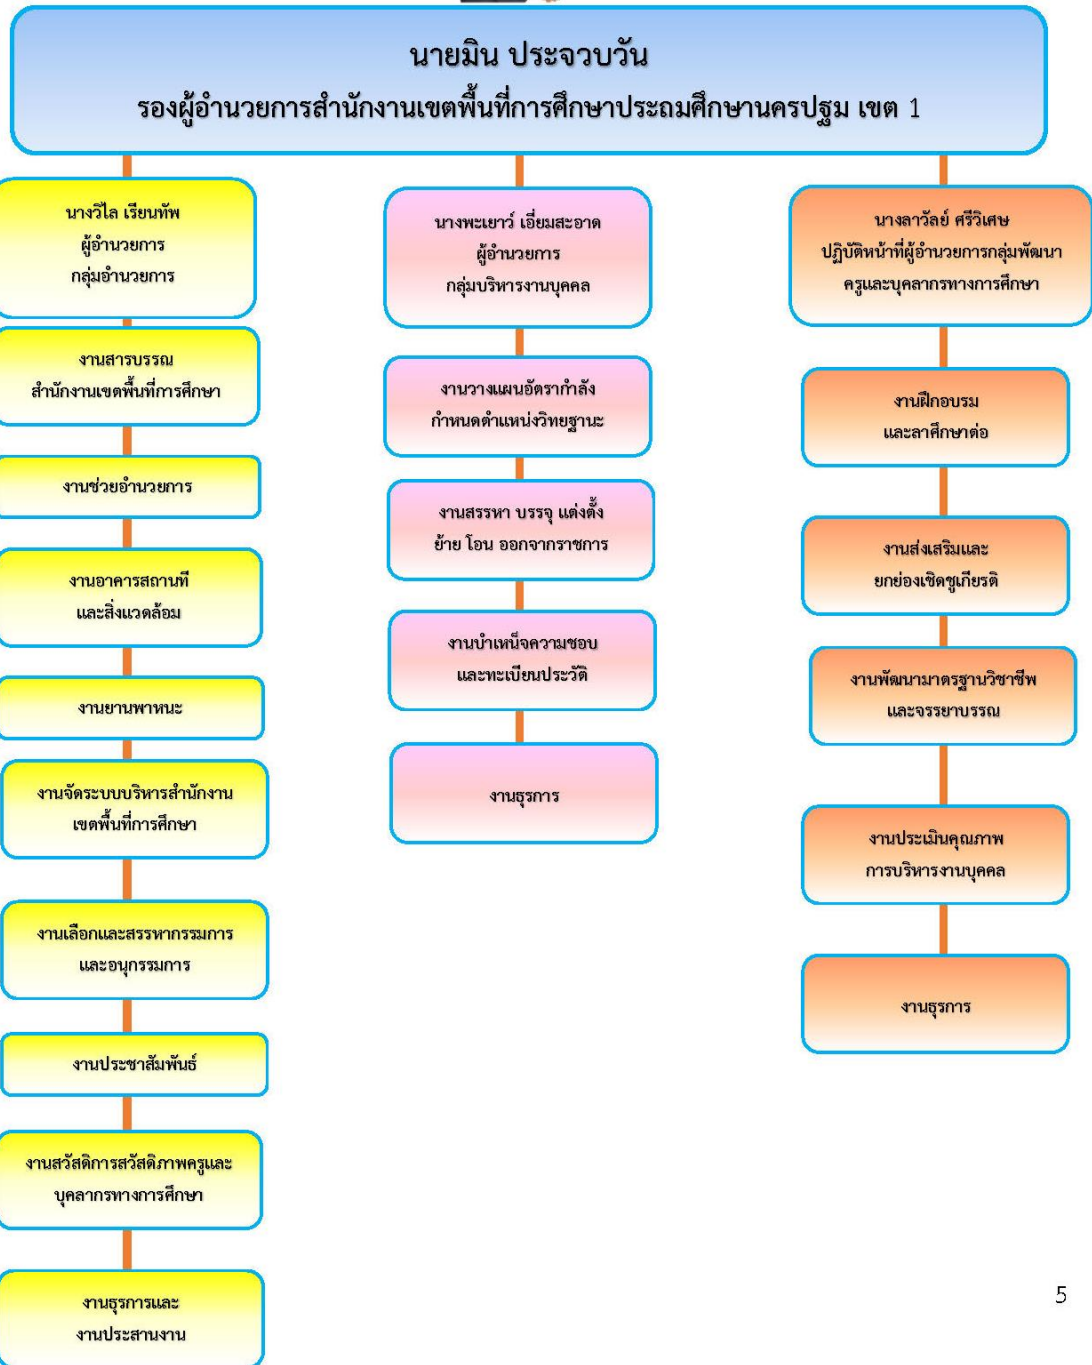 นายมิน ประจวบวัน
รองผู้อำนวยการสำนักงานเขตพื้นที่การศึกษาประถมศึกษานครปฐม เขต 1
นางวิไล เรียนทัพ
ผู้อำนวยการ
กลุ่มอำนวยการ
งานสารบรรณ
สำนักงานเขตพื้นที่การศึกษา
งานช่วยอำนวยการ
งานอาคารสถานที
และสิ่งแวดล้อม
งานยานพาหนะ
งานจัดระบบบริหารสำนักงาน
เขตพื้นที่การศึกษา
งานเลือกและสรรหากรรมการ
และอนุกรรมการ
งานประชาสัมพันธ์
งานสวัสดิการสวัสดิภาพครูและ
บุคลากรทางการศึกษา
งานธุรการและ
งานประสานงาน
นางพะเยาว์ เอี่ยมสะอาด
ผู้อำนวยการ
กลุ่มบริหารงานบุคคล
งานวางแผนอัตรากำลัง
กำหนดตำแหน่งวิทยฐานะ
งานสรรหา บรรจุ แต่งตั้ง
ย้าย โอน ออกจากราชการ
งานบำเหน็จความชอบ
และทะเบียนประวัติ
งานธุรการ
นางลาวัลย์ ศรีวิเศษ
ปฏิบัติหน้าที่ผู้อำนวยการกลุ่มพัฒนา
ครูและบุคลากรทางการศึกษา
งานฝึกอบรม
และลาศึกษาต่อ
งานส่งเสริมและ
ยกย่องเชิดชูเกียรติ
งานพัฒนามาตรฐานวิชาชีพ
และจรรยาบรรณ
งานประเมินคุณภาพ
การบริหารงานบุคคล
งานธุรการ
5